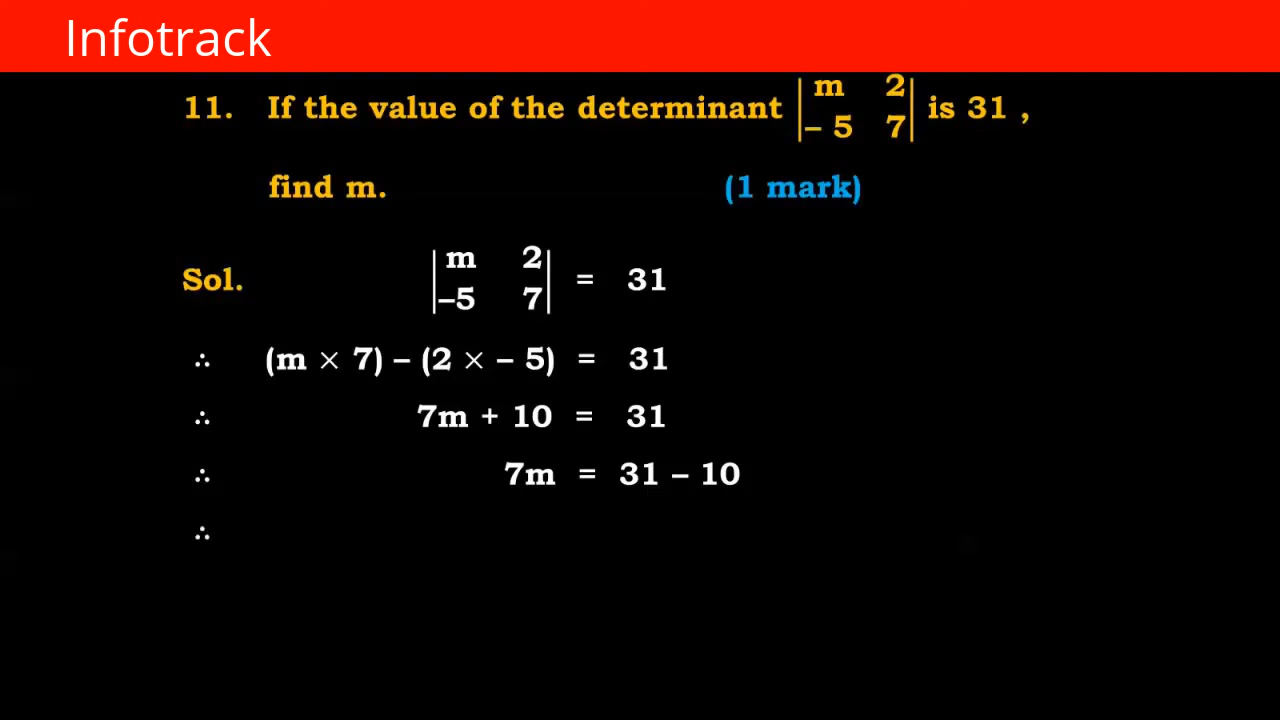 Infotrack
11. If the value of the determinant | m 2 | is 31 ,
| – 5 7 |
find m. (1 mark)
Sol. | m 2 | = 31
| –5 7 |
∴ (m × 7) – (2 × – 5) = 31
∴ 7m + 10 = 31
∴ 7m = 31 – 10
∴